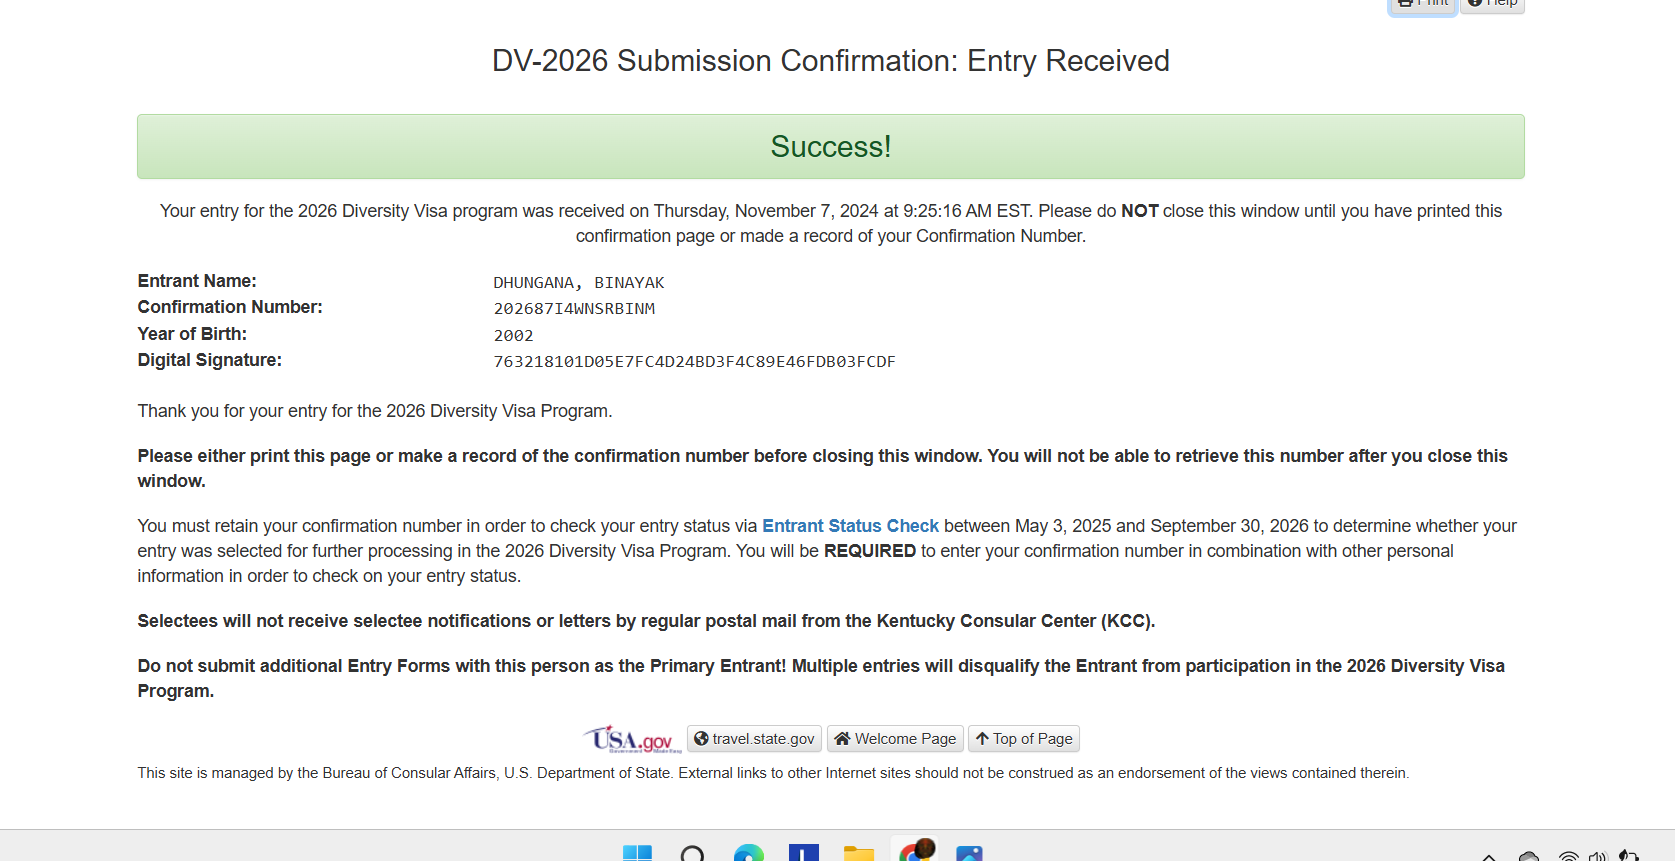 Print Help
DV-2026 Submission Confirmation: Entry Received
Success!
Your entry for the 2026 Diversity Visa program was received on Thursday, November 7, 2024 at 9:25:16 AM EST. Please do NOT close this window until you have printed this
confirmation page or made a record of your Confirmation Number.
Entrant Name: DHUNGANA, BINAYAK
Confirmation Number: 202687I4WNSRBINM
Year of Birth: 2002
Digital Signature: 763218101D05E7FC4D24BD3F4C89E46FDB03FCDF
Thank you for your entry for the 2026 Diversity Visa Program.
Please either print this page or make a record of the confirmation number before closing this window. You will not be able to retrieve this number after you close this
window.
You must retain your confirmation number in order to check your entry status via Entrant Status Check between May 3, 2025 and September 30, 2026 to determine whether your
entry was selected for further processing in the 2026 Diversity Visa Program. You will be REQUIRED to enter your confirmation number in combination with other personal
information in order to check on your entry status.
Selectees will not receive selectee notifications or letters by regular postal mail from the Kentucky Consular Center (KCC).
Do not submit additional Entry Forms with this person as the Primary Entrant! Multiple entries will disqualify the Entrant from participation in the 2026 Diversity Visa
Program.
USA.gov travel.state.gov Welcome Page Top of Page
This site is managed by the Bureau of Consular Affairs, U.S. Department of State. External links to other Internet sites should not be construed as an endorsement of the views contained therein.